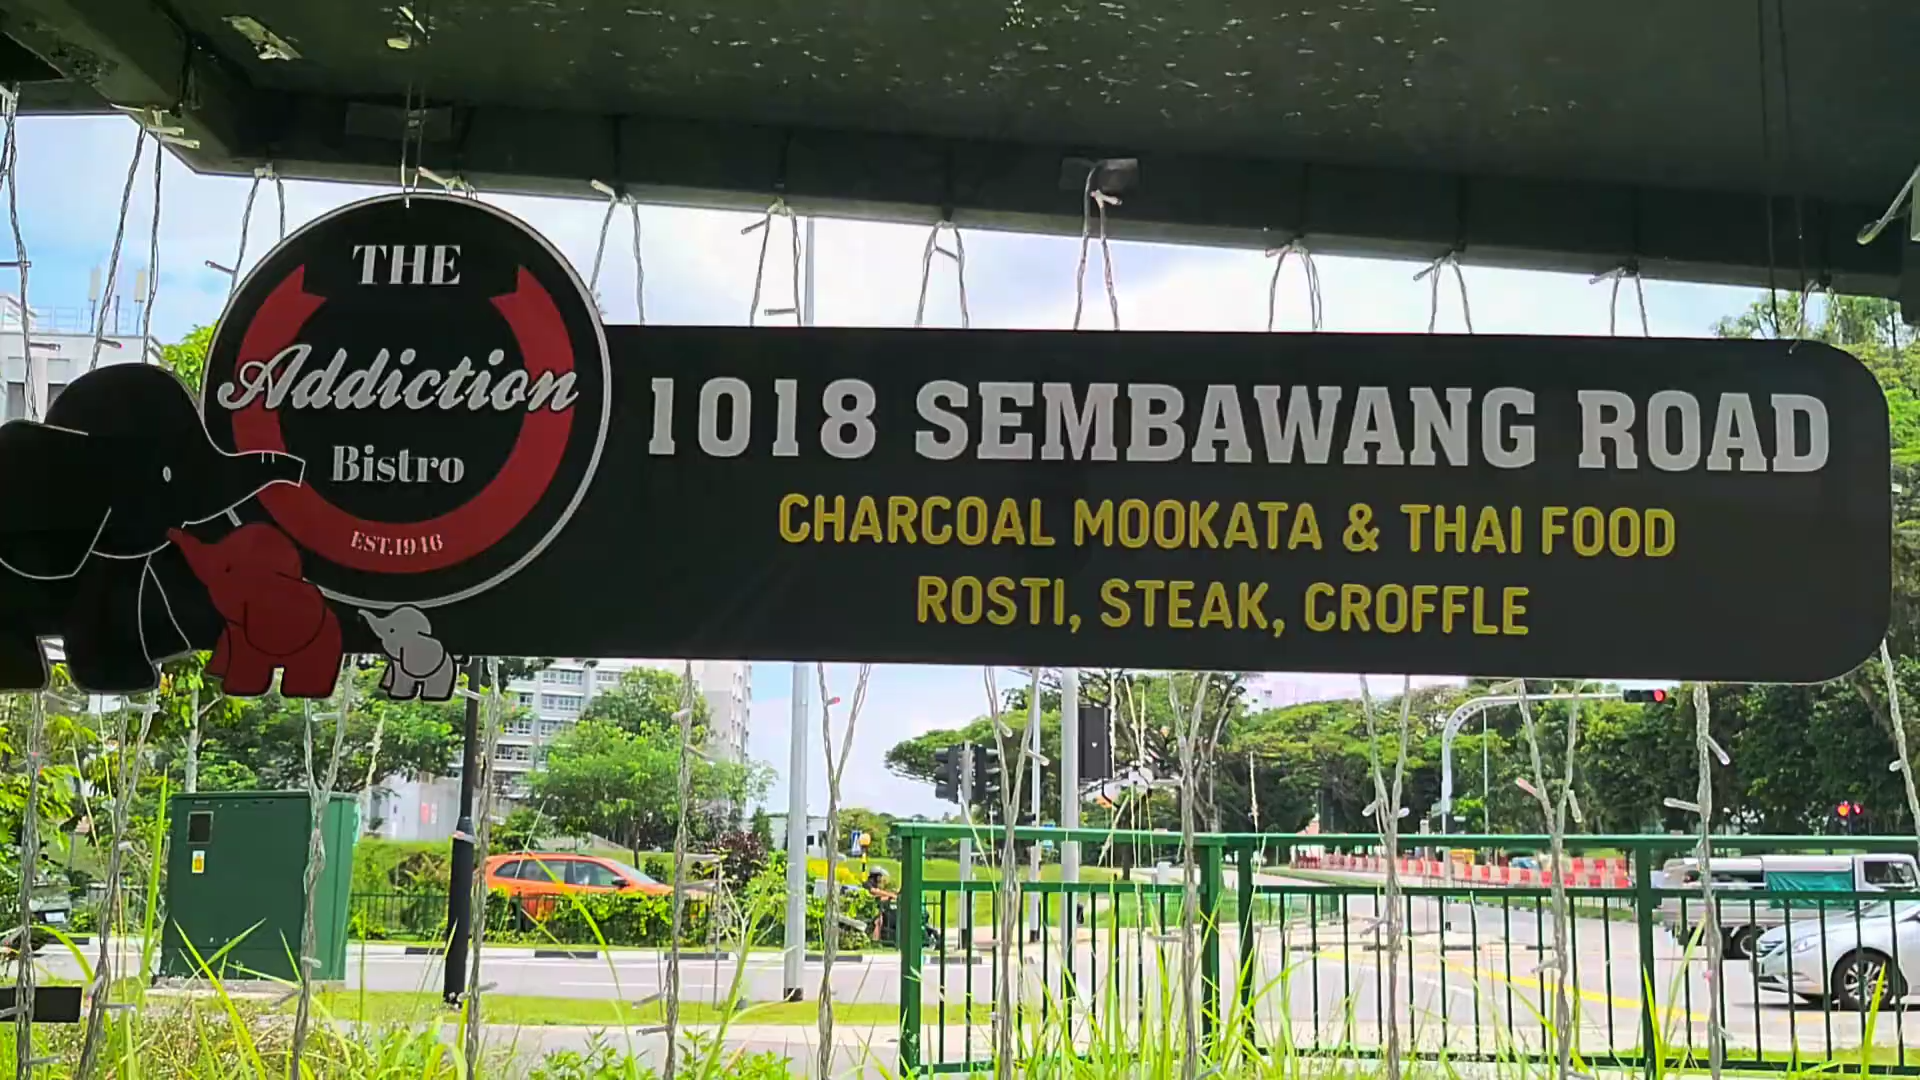 THE
Addiction
Bistro
EST.1946
1018 SEMBAWANG ROAD
CHARCOAL MOOKATA & THAI FOOD
ROSTI, STEAK, CROFFLE